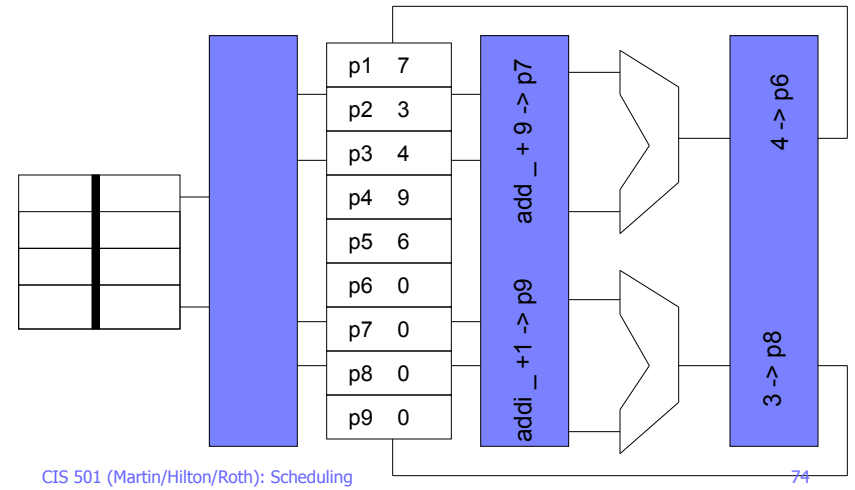 p1 7
p2 3
p3 4
p4 9
p5 6
p6 0
p7 0
p8 0
p9 0
add _ + 9 -> p7
addi _ +1 -> p9
4 -> p6
3 -> p8
CIS 501 (Martin/Hilton/Roth): Scheduling
74